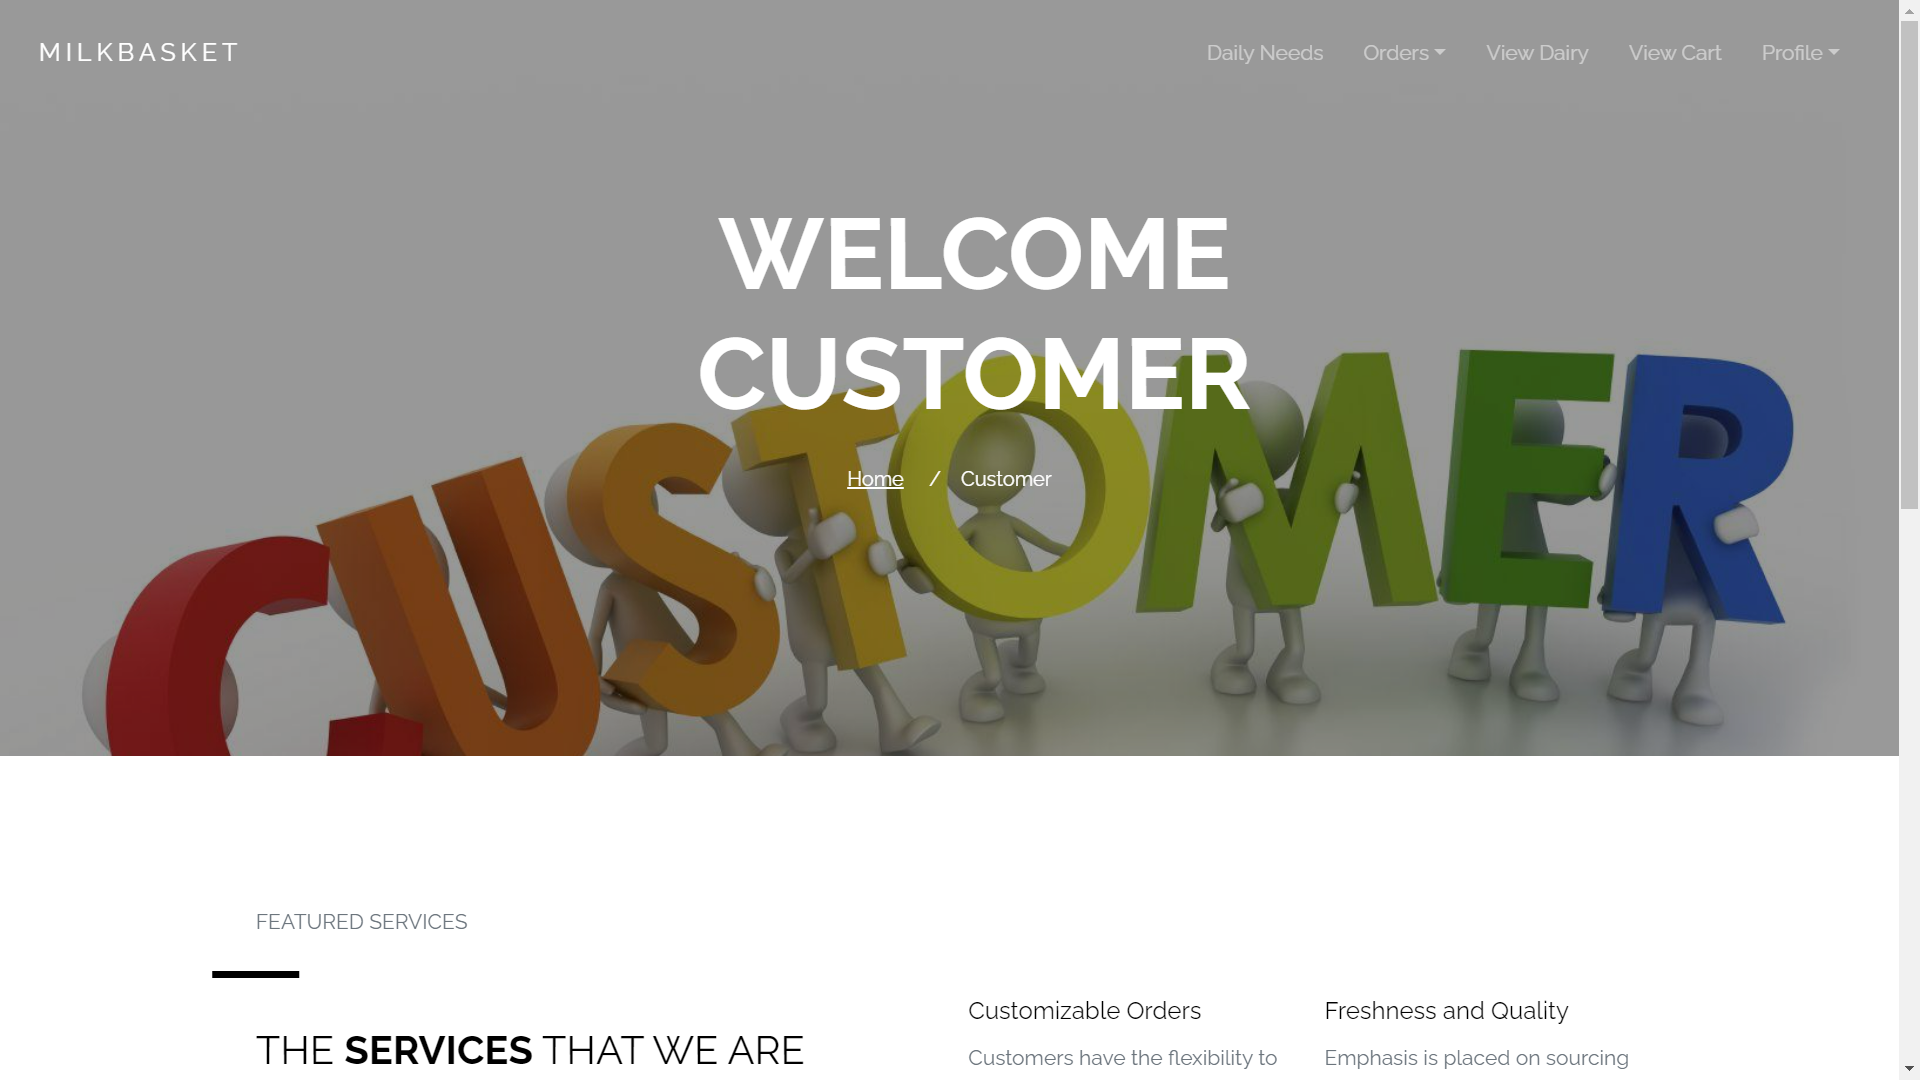 MILKBASKET
Daily Needs Orders View Dairy View Cart Profile
WELCOME
CUSTOMER
CUSTOMER
Home / Customer
FEATURED SERVICES
THE SERVICES THAT WE ARE
Customizable Orders
Customers have the flexibility to
Freshness and Quality
Emphasis is placed on sourcing